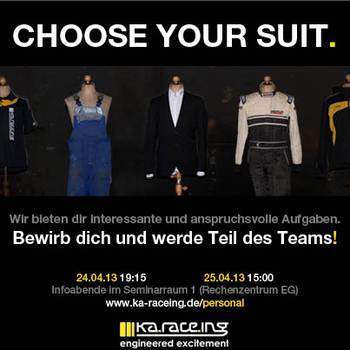 CHOOSE YOUR SUIT.
Wir bieten dir interessante und anspruchsvolle Aufgaben.
Bewirb dich und werde Teil des Teams!
24.04.13 19:15 25.04.13 15:00
Infoabende im Seminarraum 1 (Rechenzentrum EG)
www.ka-raceing.de/personal
ka.race.ing
engineered excitement